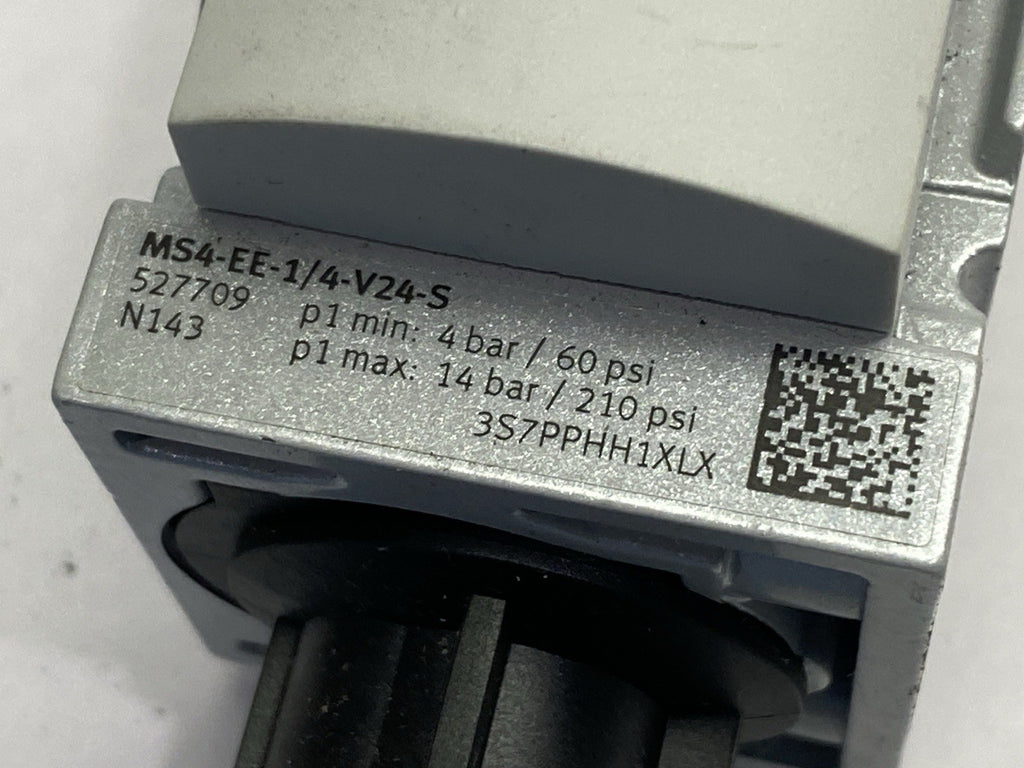 MS4-EE-1/4-V24-S
527709
N143
p1 min: 4 bar / 60 psi
p1 max: 14 bar / 210 psi
3S7PPHH1XLX